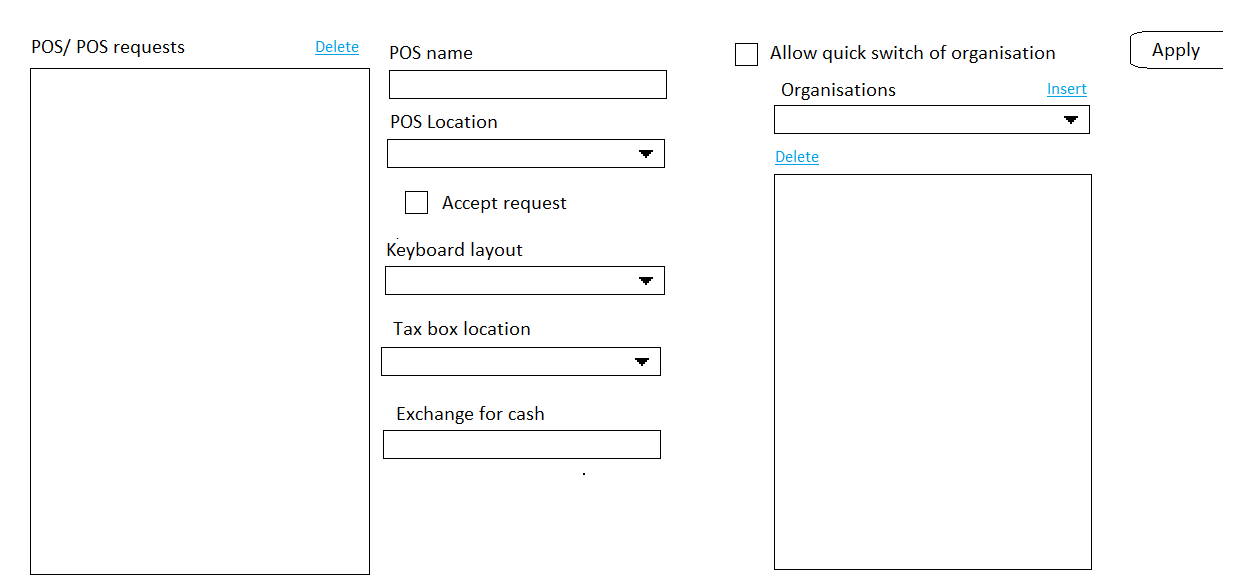 POS/ POS requests
Delete
POS name
POS Location
Accept request
Keyboard layout
Tax box location
Exchange for cash
Allow quick switch of organisation
Organisations
Insert
Delete
Apply